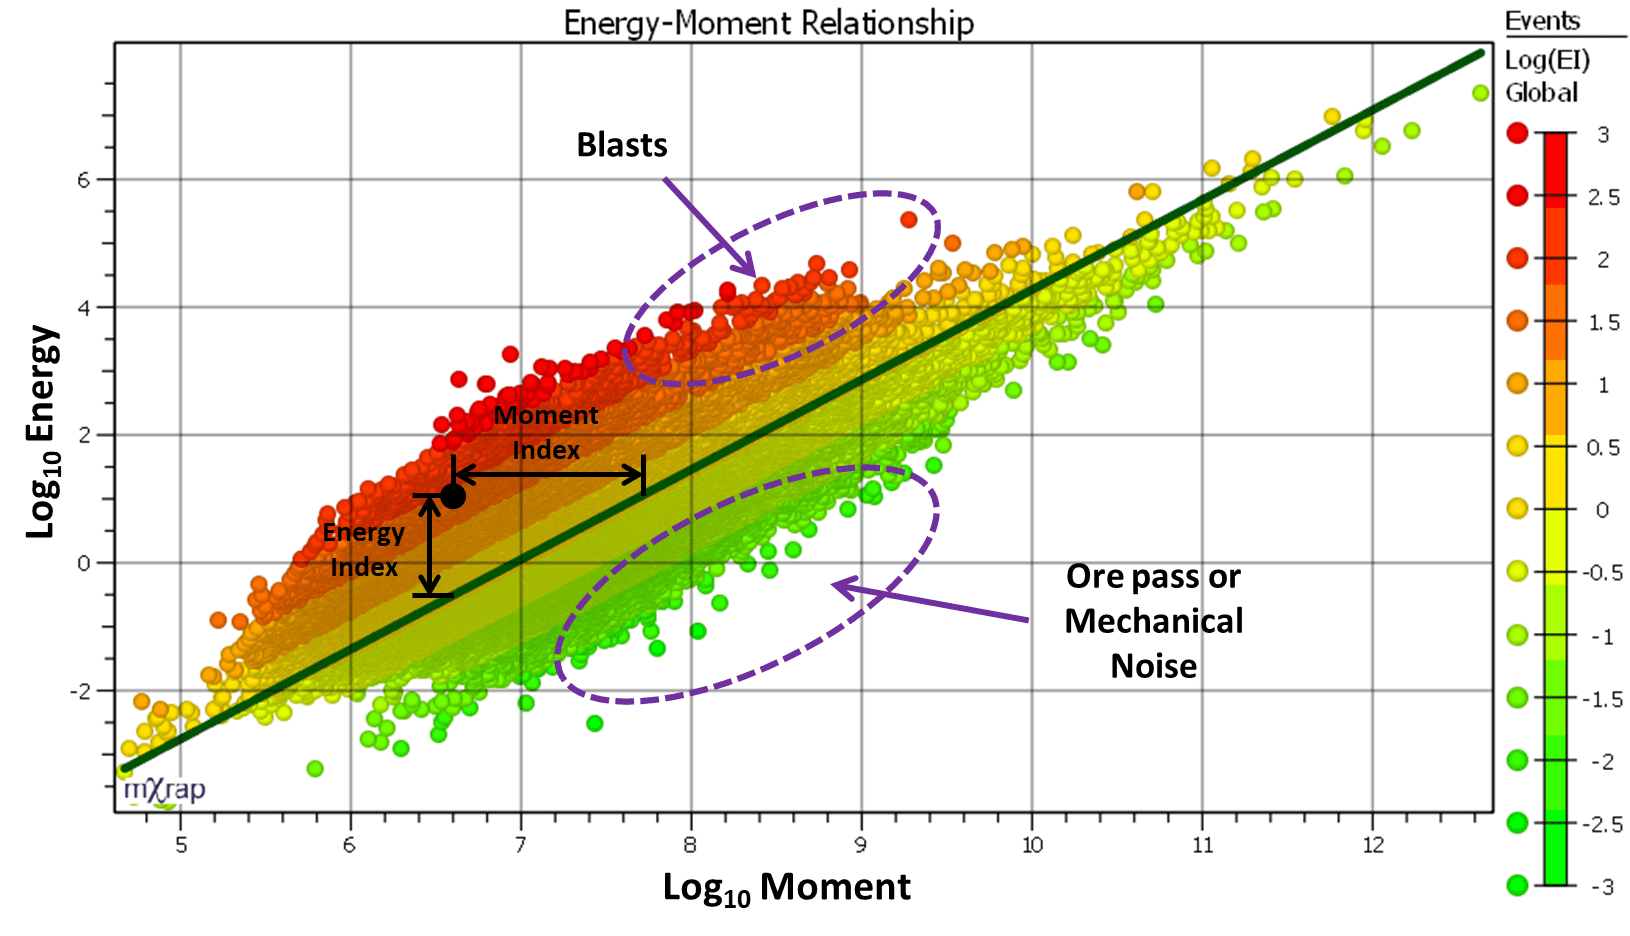 Energy-Moment Relationship
Events
Log(EI)
Global
3
2.5
2
1.5
1
0.5
0
-0.5
-1
-1.5
-2
-2.5
-3
Blasts
Moment
Index
Energy
Index
Ore pass or
Mechanical
Noise
Log10 Energy
6
4
2
0
-2
mχrap
5
6
7
8
9
10
11
12
Log10 Moment